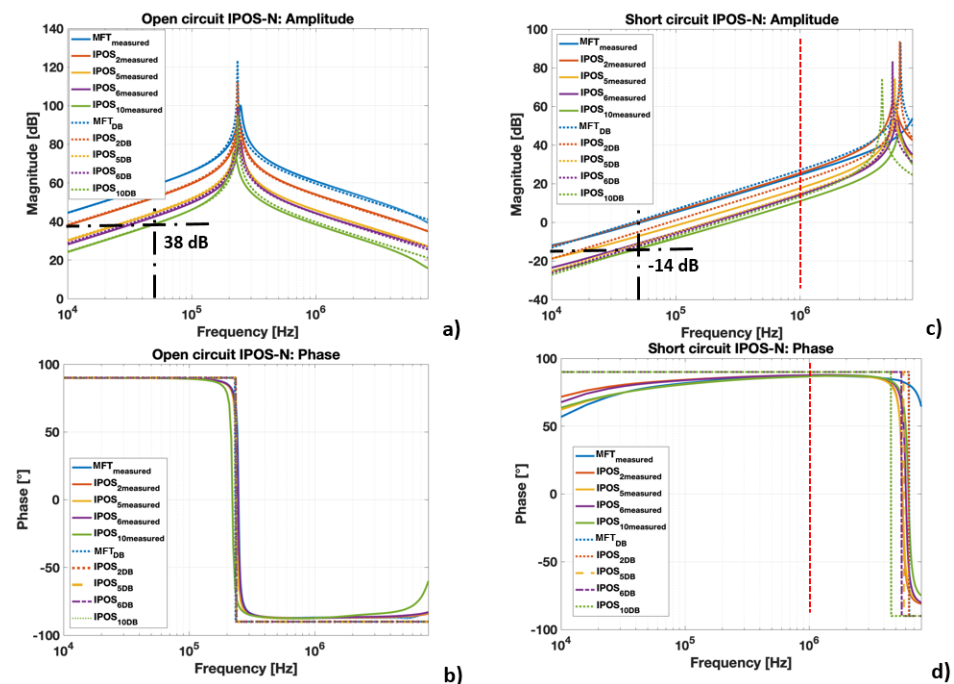 Open circuit IPOS-N: Amplitude
140
120
100
80
60
40
20
0
Magnitude [dB]
MFTmeasured
IPOS2measured
IPOS5measured
IPOS6measured
IPOS10measured
MFTDB
IPOS2DB
IPOS5DB
IPOS6DB
IPOS10DB
38 dB
10^4
10^5
10^6
Frequency [Hz]
a)
Short circuit IPOS-N: Amplitude
100
80
60
40
20
0
-20
-40
Magnitude [dB]
MFTmeasured
IPOS2measured
IPOS5measured
IPOS6measured
IPOS10measured
MFTDB
IPOS2DB
IPOS5DB
IPOS6DB
IPOS10DB
-14 dB
10^4
10^5
10^6
Frequency [Hz]
c)
Open circuit IPOS-N: Phase
100
50
0
-50
-100
Phase [°]
MFTmeasured
IPOS2measured
IPOS5measured
IPOS6measured
IPOS10measured
MFTDB
IPOS2DB
IPOS5DB
IPOS6DB
IPOS10DB
10^4
10^5
10^6
Frequency [Hz]
b)
Short circuit IPOS-N: Phase
100
50
0
-50
-100
Phase [°]
MFTmeasured
IPOS2measured
IPOS5measured
IPOS6measured
IPOS10measured
MFTDB
IPOS2DB
IPOS5DB
IPOS6DB
IPOS10DB
10^4
10^5
10^6
Frequency [Hz]
d)